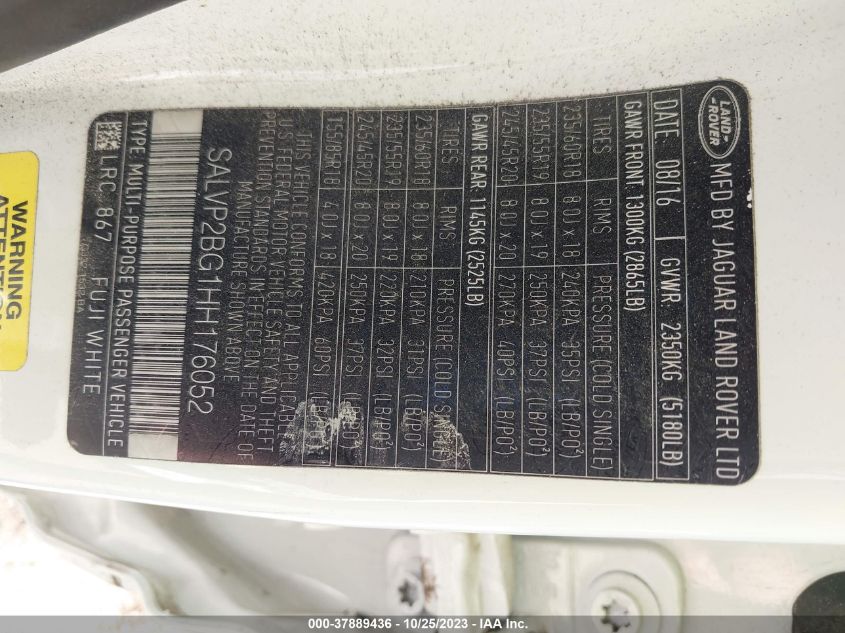 LAND-ROVER
MFD BY JAGUAR LAND ROVER LTD
DATE: 08/16 GVWR: 2350KG (5180LB)
GAWR FRONT: 1300KG (2865LB)
TIRES RIMS PRESSURE (COLD SINGLE)
235/60R18 8.0J x 18 240KPA 35PSI (LB/PO²)
235/55R19 8.0J x 19 250KPA 37PSI (LB/PO²)
245/45R20 8.0J x 20 270KPA 40PSI (LB/PO²)
GAWR REAR 1145KG (2525LB)
TIRES RIMS PRESSURE (COLD SINGLE)
235/60R18 8.0J x 18 210KPA 31PSI (LB/PO²)
235/55R19 8.0J x 19 220KPA 32PSI (LB/PO²)
245/45R20 8.0J x 20 250KPA 37PSI (LB/PO²)
155/85R18 4.0J x 18 420KPA 60PSI
THIS VEHICLE CONFORMS TO ALL APPLICAB
U.S FEDERAL MOTOR VEHICLE SAFETY AND THEFT
PREVENTION STANDARDS IN EFFECT ON THE DATE OF
MANUFACTURE SHOWN ABOVE
SALVP2BG1HH176052
TYPE: MULTI-PURPOSE PASSENGER VEHICLE
LRC 867 FUJI WHITE
WARNING
ATTENTION
000-37889436 - 10/25/2023 - IAA Inc.